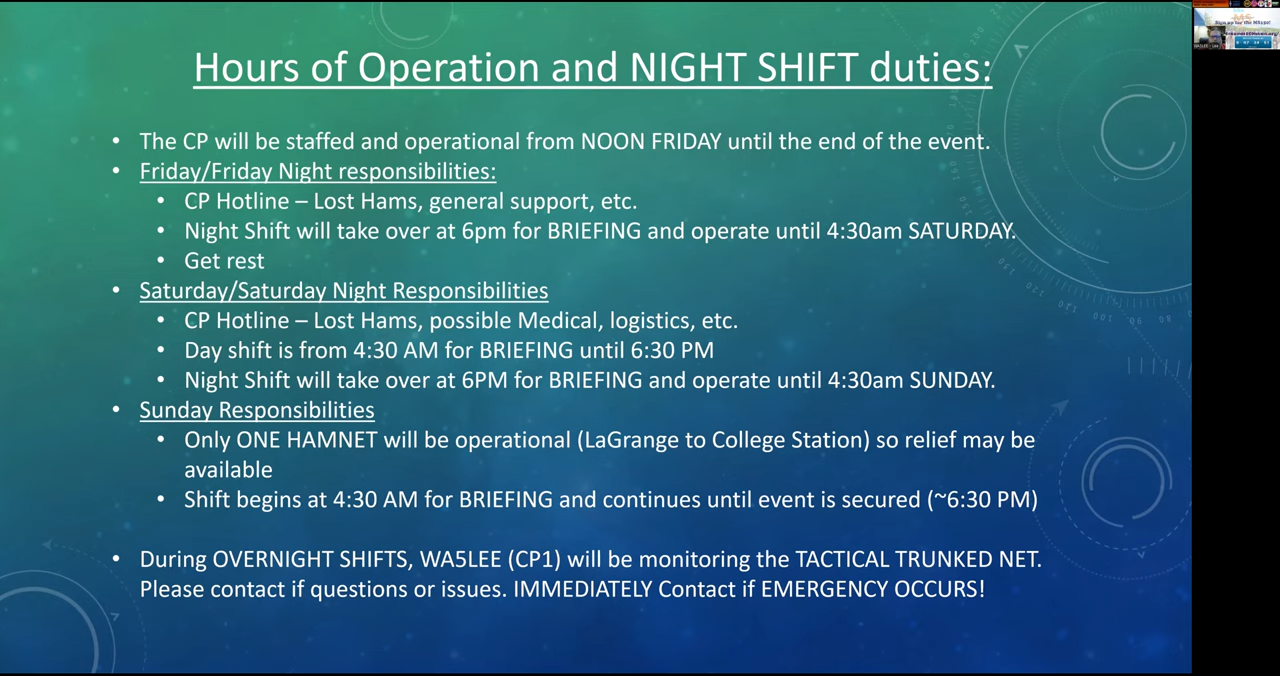 Hours of Operation and NIGHT SHIFT duties:
• The CP will be staffed and operational from NOON FRIDAY until the end of the event.
• Friday/Friday Night responsibilities:
• CP Hotline – Lost Hams, general support, etc.
• Night Shift will take over at 6pm for BRIEFING and operate until 4:30am SATURDAY.
• Get rest
• Saturday/Saturday Night Responsibilities
• CP Hotline – Lost Hams, possible Medical, logistics, etc.
• Day shift is from 4:30 AM for BRIEFING until 6:30 PM
• Night Shift will take over at 6PM for BRIEFING and operate until 4:30am SUNDAY.
• Sunday Responsibilities
• Only ONE HAMNET will be operational (LaGrange to College Station) so relief may be
available
• Shift begins at 4:30 AM for BRIEFING and continues until event is secured (~6:30 PM)
• During OVERNIGHT SHIFTS, WA5LEE (CP1) will be monitoring the TACTICAL TRUNKED NET.
Please contact if questions or issues. IMMEDIATELY Contact if EMERGENCY OCCURS!